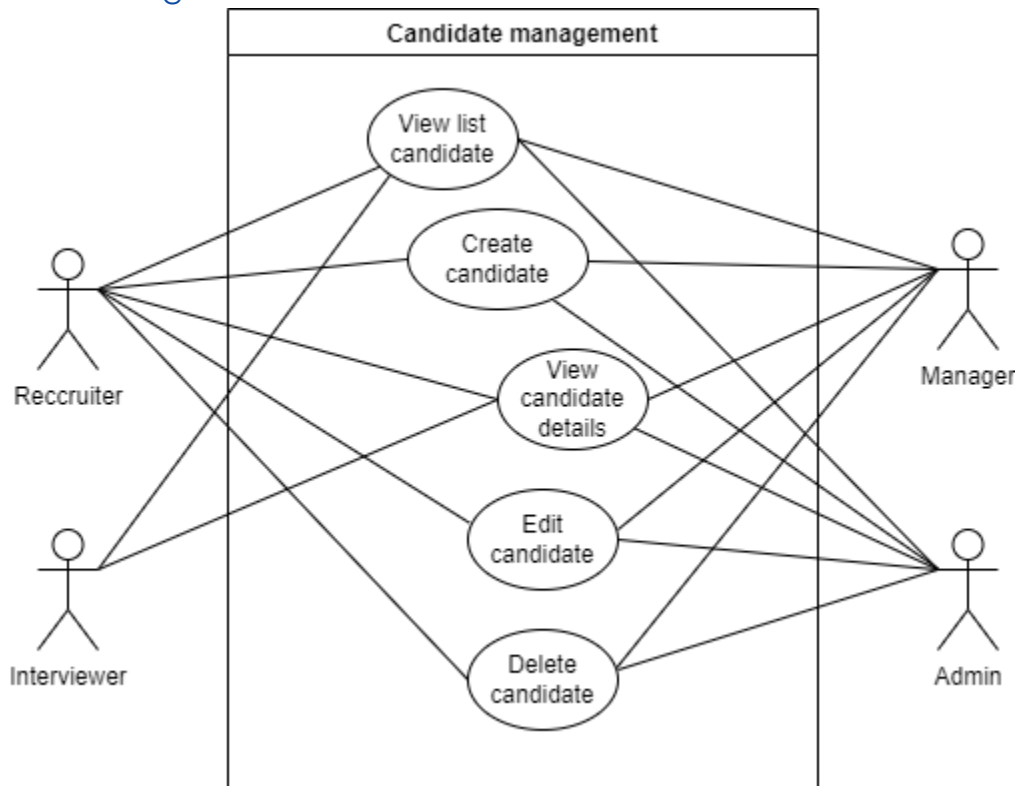 Candidate management
View list
candidate
Create
candidate
View
candidate
details
Edit
candidate
Delete
candidate
Reccruiter
Interviewer
Manager
Admin